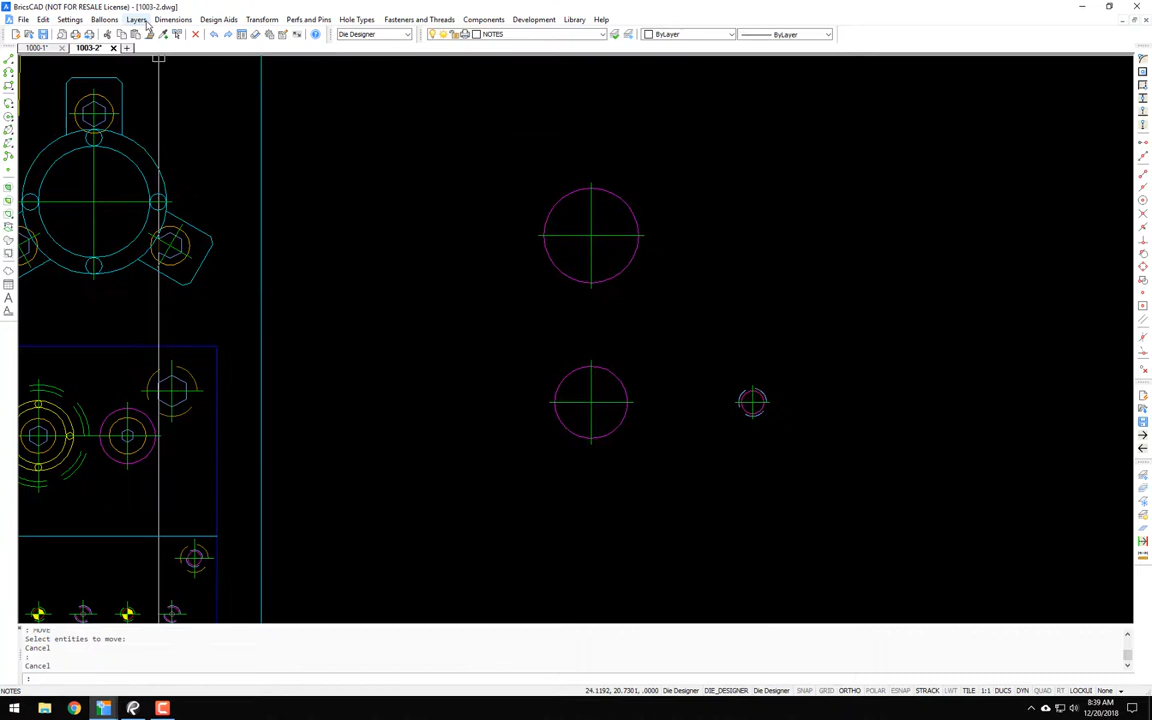 BricsCAD (NOT FOR RESALE License) - [1003-2.dwg]
File Edit Settings Balloons Layers Dimensions Design Aids Transform Perfs and Pins Hole Types Fasteners and Threads Components Development Library Help
Die Designer NOTES ByLayer ByLayer
1000-1* 1003-2*
: MOVE
Select entities to move:
Cancel
:
Cancel
:
NOTES 24.1192, 20.7301, .0000 Die Designer DIE_DESIGNER Die Designer SNAP GRID ORTHO POLAR ESNAP STRACK LWT TILE 1:1 DUCS DYN QUAD RT LOCKUI None
8:39 AM
12/20/2018